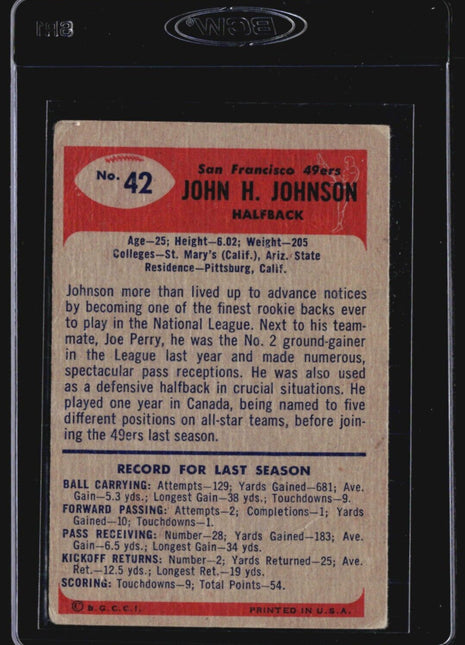 BCW
No. 42
San Francisco 49ers
JOHN H. JOHNSON
HALFBACK
Age—25; Height—6.02; Weight—205
Colleges—St. Mary's (Calif.), Ariz. State
Residence—Pittsburg, Calif.
Johnson more than lived up to advance notices
by becoming one of the finest rookie backs ever
to play in the National League. Next to his team-
mate, Joe Perry, he was the No. 2 ground-gainer
in the League last year and made numerous,
spectacular pass receptions. He was also used
as a defensive halfback in crucial situations. He
played one year in Canada, being named to five
different positions on all-star teams, before join-
ing the 49ers last season.
RECORD FOR LAST SEASON
BALL CARRYING: Attempts—129; Yards Gained—681; Ave.
Gain—5.3 yds.; Longest Gain—38 yds.; Touchdowns—9.
FORWARD PASSING: Attempts—2; Completions—1; Yards
Gained—10; Touchdowns—1.
PASS RECEIVING: Number—28; Yards Gained—183; Ave.
Gain—6.5 yds.; Longest Gain—34 yds.
KICKOFF RETURNS: Number—2; Yards Returned—25; Ave.
Ret.—12.5 yds.; Longest Ret.—19 yds.
SCORING: Touchdowns—9; Total Points—54.
© B.G.C.C.I. PRINTED IN U.S.A.